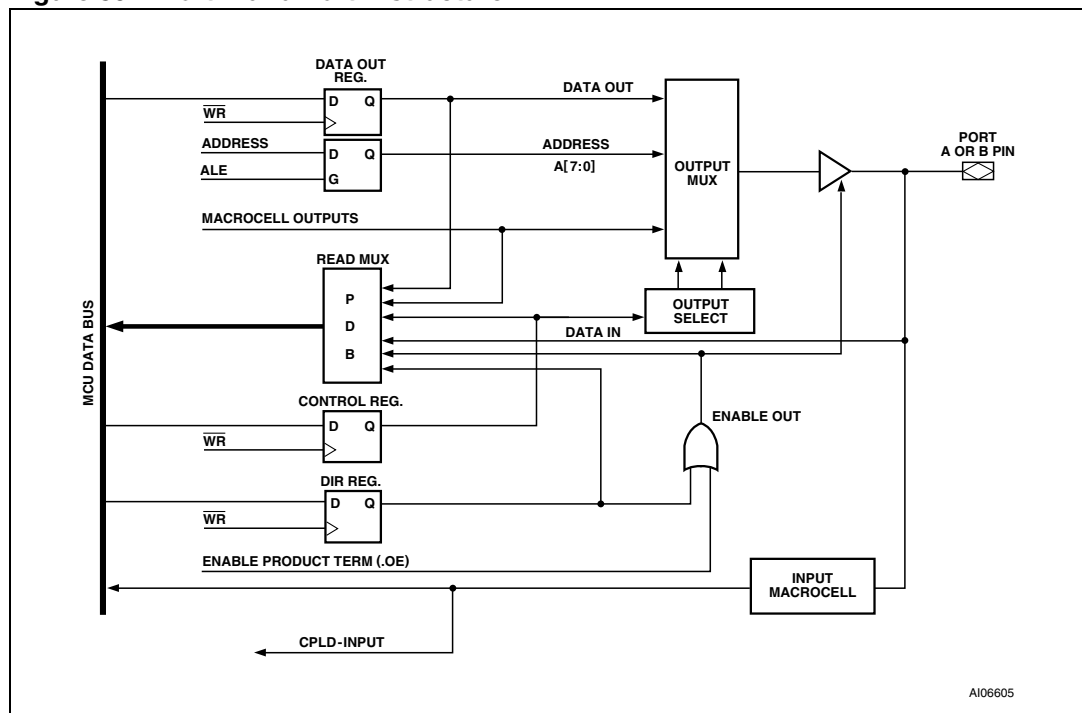 DATA OUT
REG.
D Q
WR
DATA OUT
ADDRESS
ALE
D Q
G
ADDRESS
A[7:0]
OUTPUT
MUX
PORT
A OR B PIN
MACROCELL OUTPUTS
READ MUX
P
D
B
OUTPUT
SELECT
DATA IN
MCU DATA BUS
CONTROL REG.
D Q
WR
ENABLE OUT
DIR REG.
D Q
WR
ENABLE PRODUCT TERM (.OE)
INPUT
MACROCELL
CPLD-INPUT
AI06605